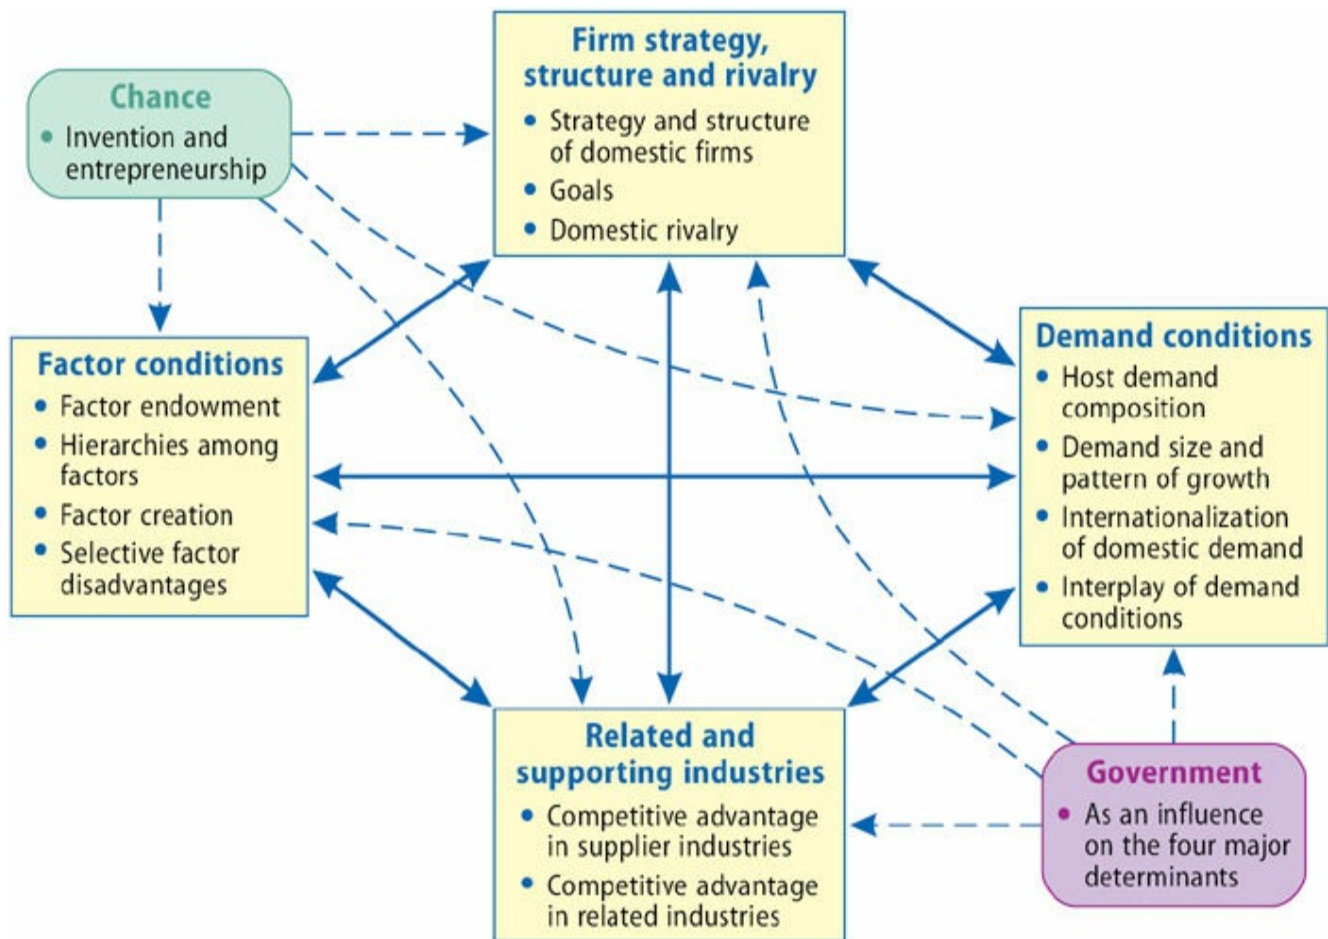 Firm strategy,
structure and rivalry
• Strategy and structure
of domestic firms
• Goals
• Domestic rivalry
Chance
• Invention and
entrepreneurship
Factor conditions
• Factor endowment
• Hierarchies among
factors
• Factor creation
• Selective factor
disadvantages
Demand conditions
• Host demand
composition
• Demand size and
pattern of growth
• Internationalization
of domestic demand
• Interplay of demand
conditions
Related and
supporting industries
• Competitive advantage
in supplier industries
• Competitive advantage
in related industries
Government
• As an influence
on the four major
determinants